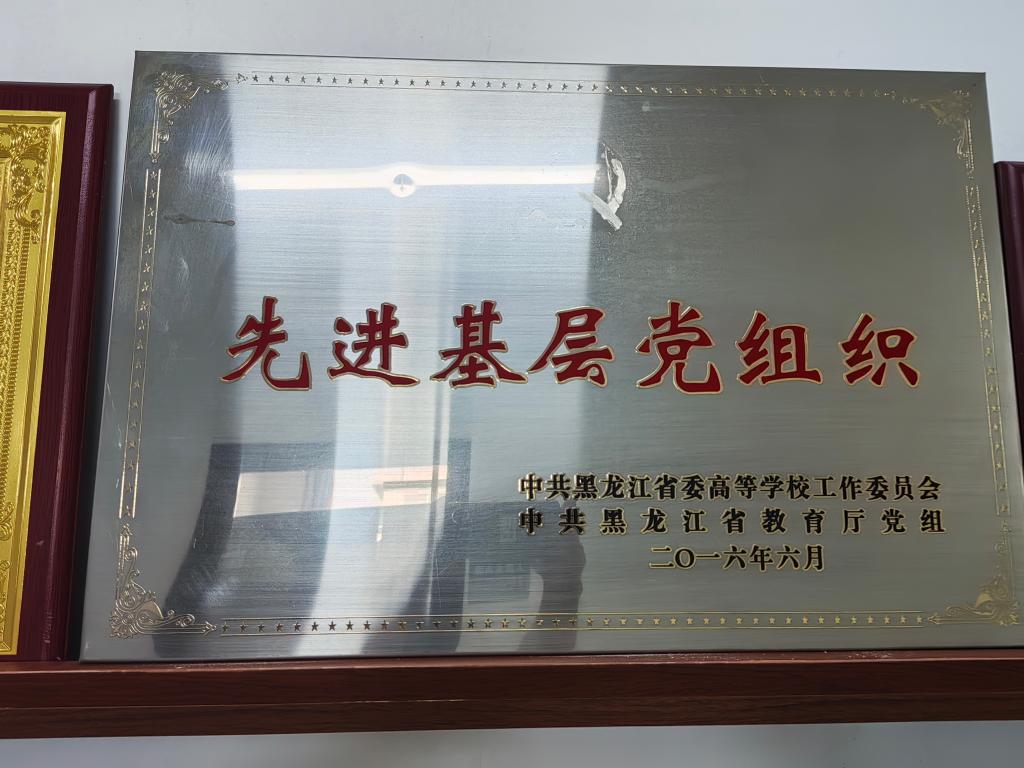 先进基层党组织
中共黑龙江省委高等学校工作委员会
中共黑龙江省教育厅党组
二〇一六年六月